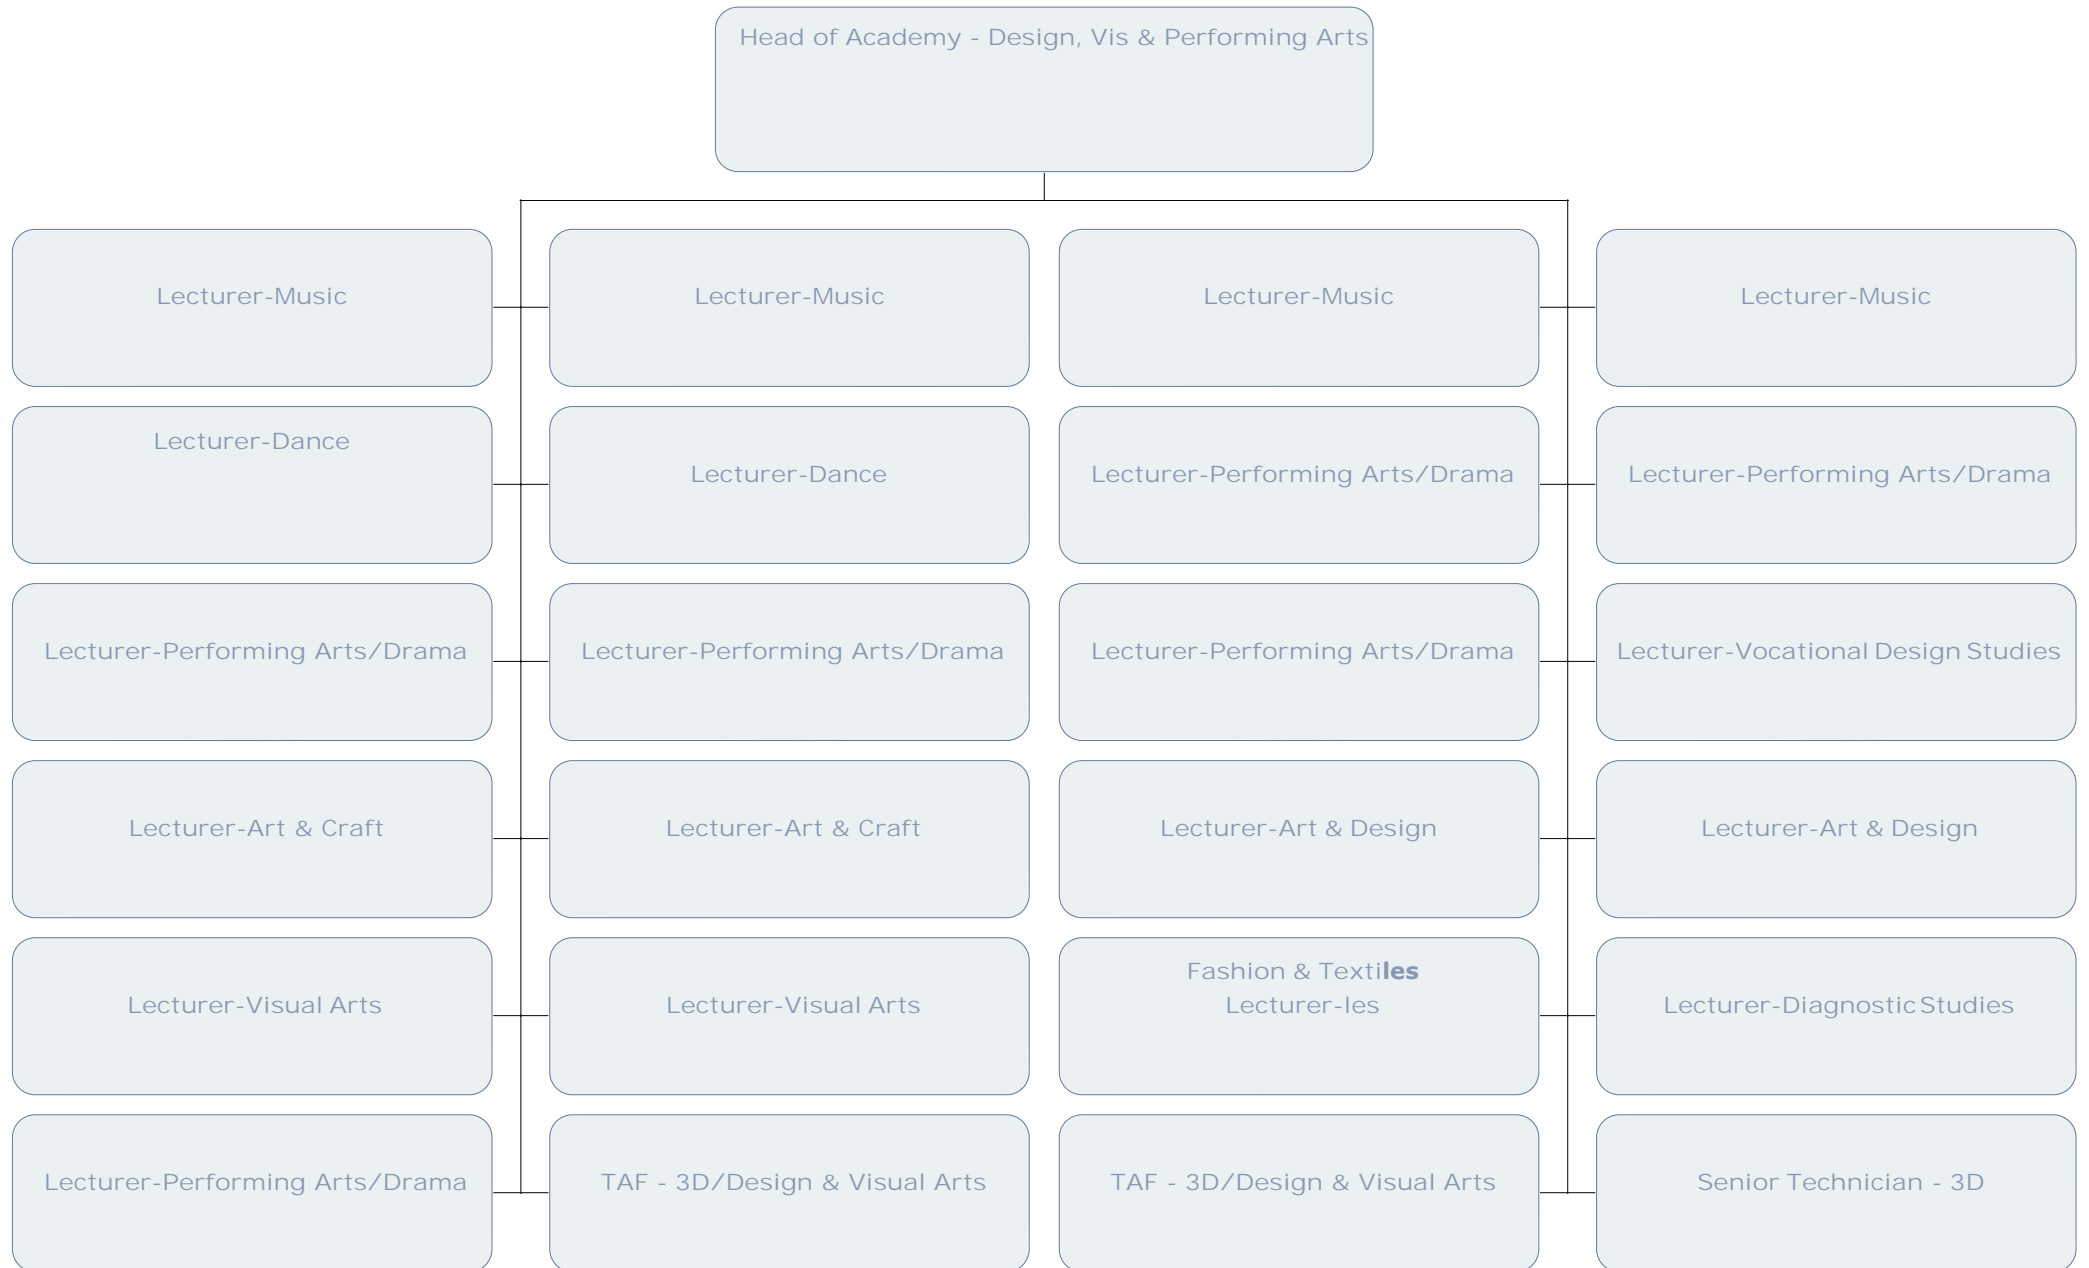 Head of Academy - Design, Vis & Performing Arts
Lecturer-Music
Lecturer-Music
Lecturer-Music
Lecturer-Music
Lecturer-Dance
Lecturer-Dance
Lecturer-Performing Arts/Drama
Lecturer-Performing Arts/Drama
Lecturer-Performing Arts/Drama
Lecturer-Performing Arts/Drama
Lecturer-Performing Arts/Drama
Lecturer-Vocational Design Studies
Lecturer-Art & Craft
Lecturer-Art & Craft
Lecturer-Art & Design
Lecturer-Art & Design
Lecturer-Visual Arts
Lecturer-Visual Arts
Fashion & Textiles
Lecturer-les
Lecturer-Diagnostic Studies
Lecturer-Performing Arts/Drama
TAF - 3D/Design & Visual Arts
TAF - 3D/Design & Visual Arts
Senior Technician - 3D